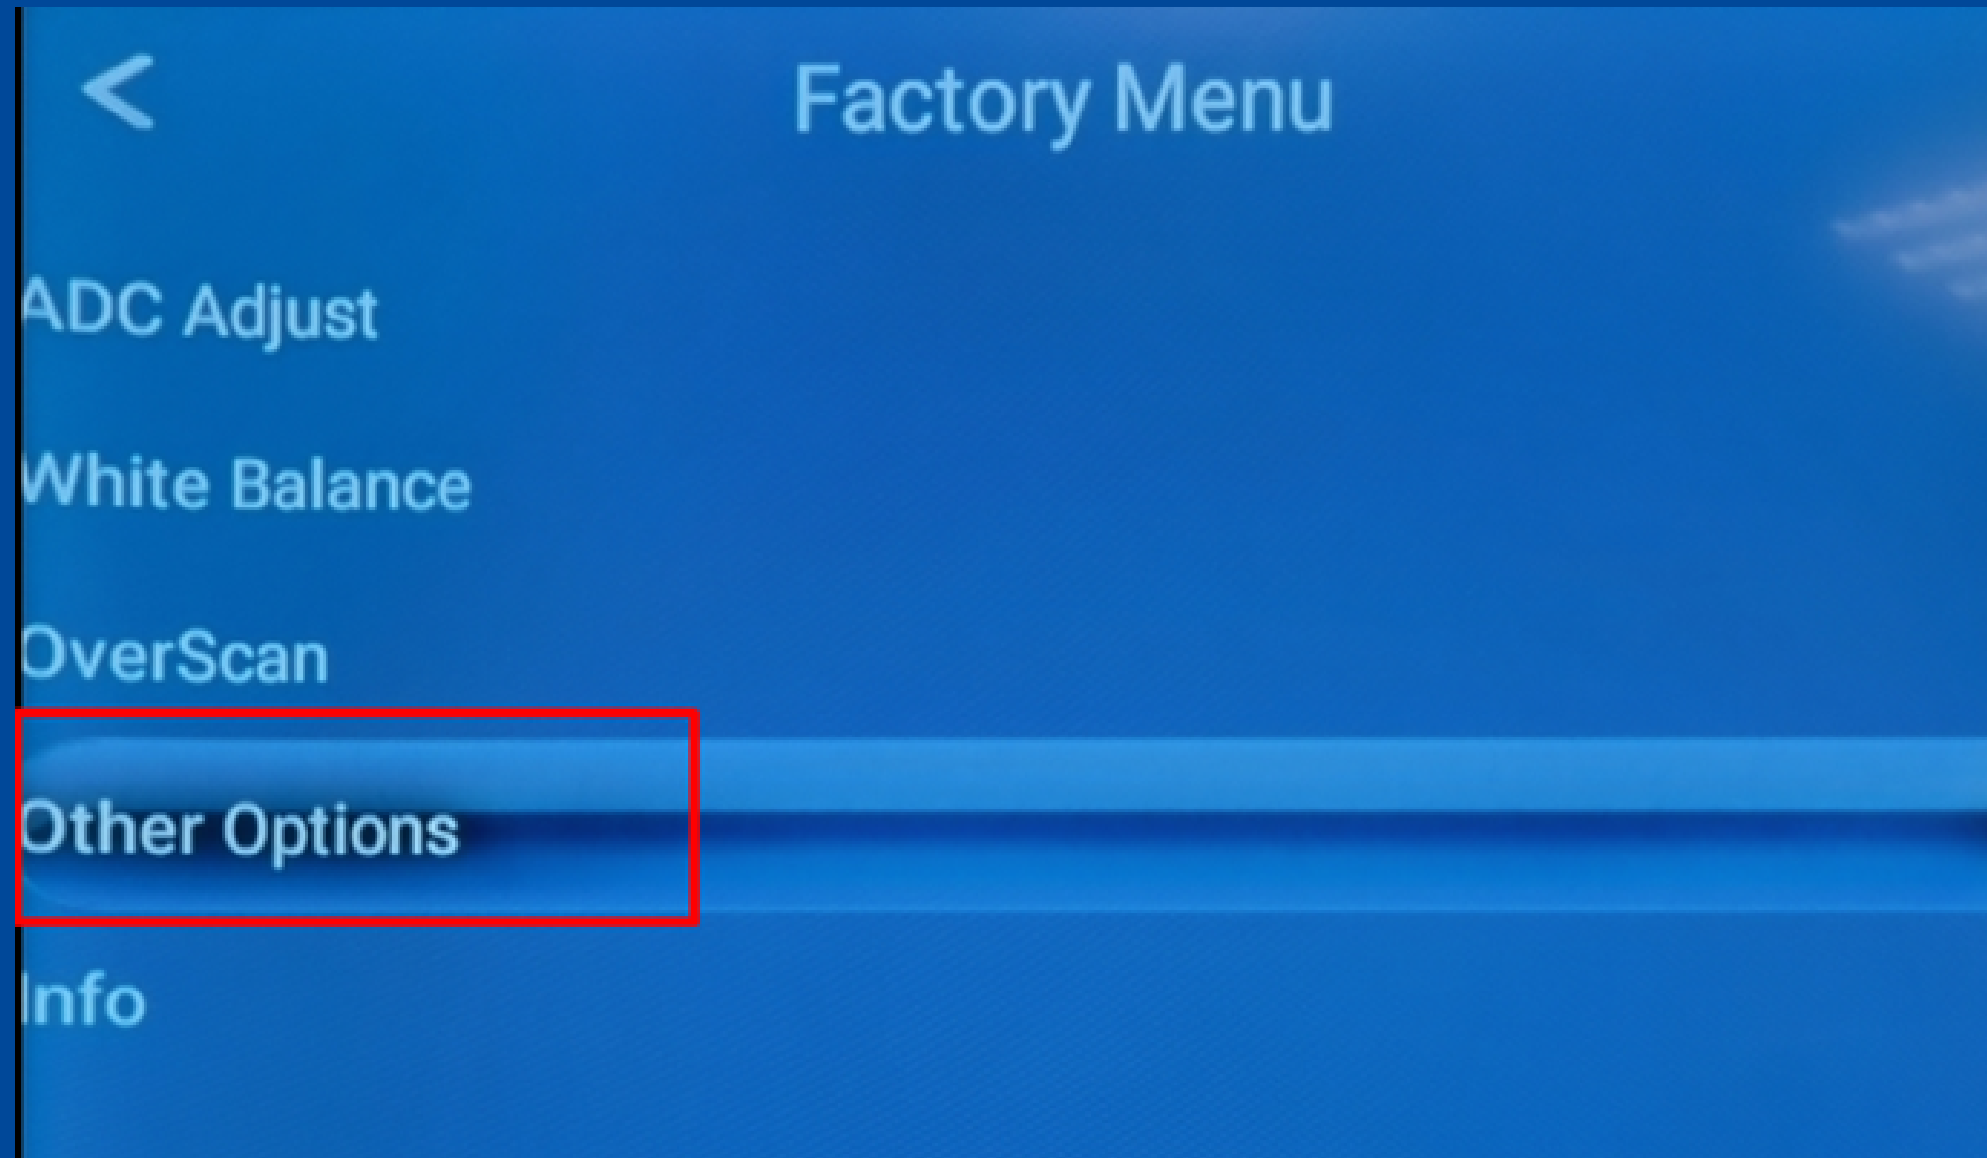 Factory Menu
ADC Adjust
White Balance
OverScan
Other Options
Info